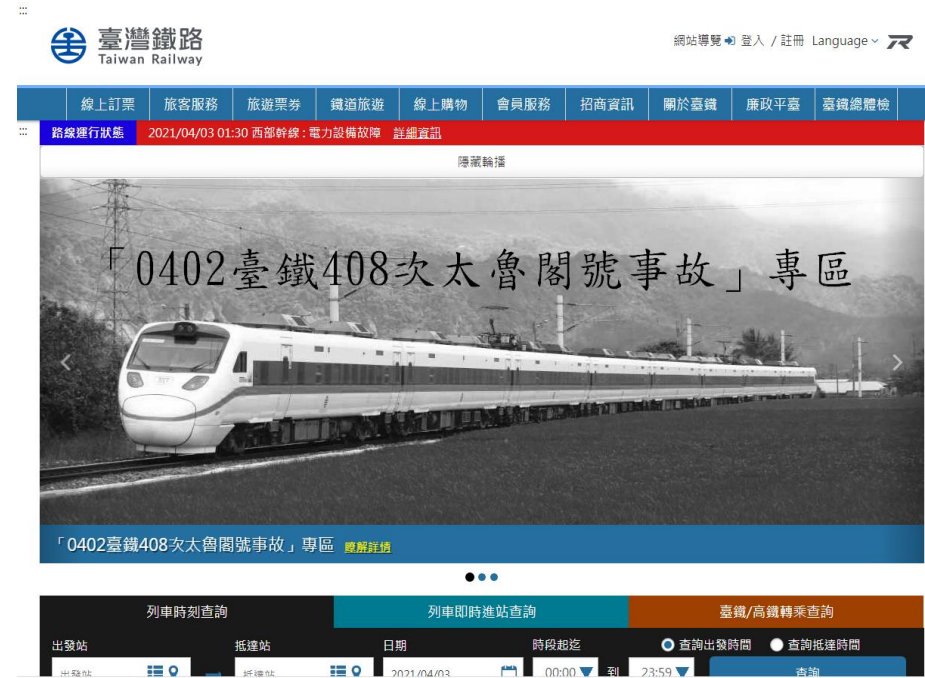 :::
臺灣鐵路
Taiwan Railway
網站導覽 登入 / 註冊 Language
線上訂票 旅客服務 旅遊票券 鐵道旅遊 線上購物 會員服務 招商資訊 關於臺鐵 廉政平臺 臺鐵總體檢
:::
路線運行狀態 2021/04/03 01:30 西部幹線 : 電力設備故障 詳細資訊
隱藏輪播
「0402臺鐵408次太魯閣號事故」專區
「0402臺鐵408次太魯閣號事故」專區 瞭解詳情
列車時刻查詢 列車即時進站查詢 臺鐵/高鐵轉乘查詢
出發站 抵達站 日期 時段起迄 查詢出發時間 查詢抵達時間
出發站 抵達站 2021/04/03 00:00 到 23:59 查詢